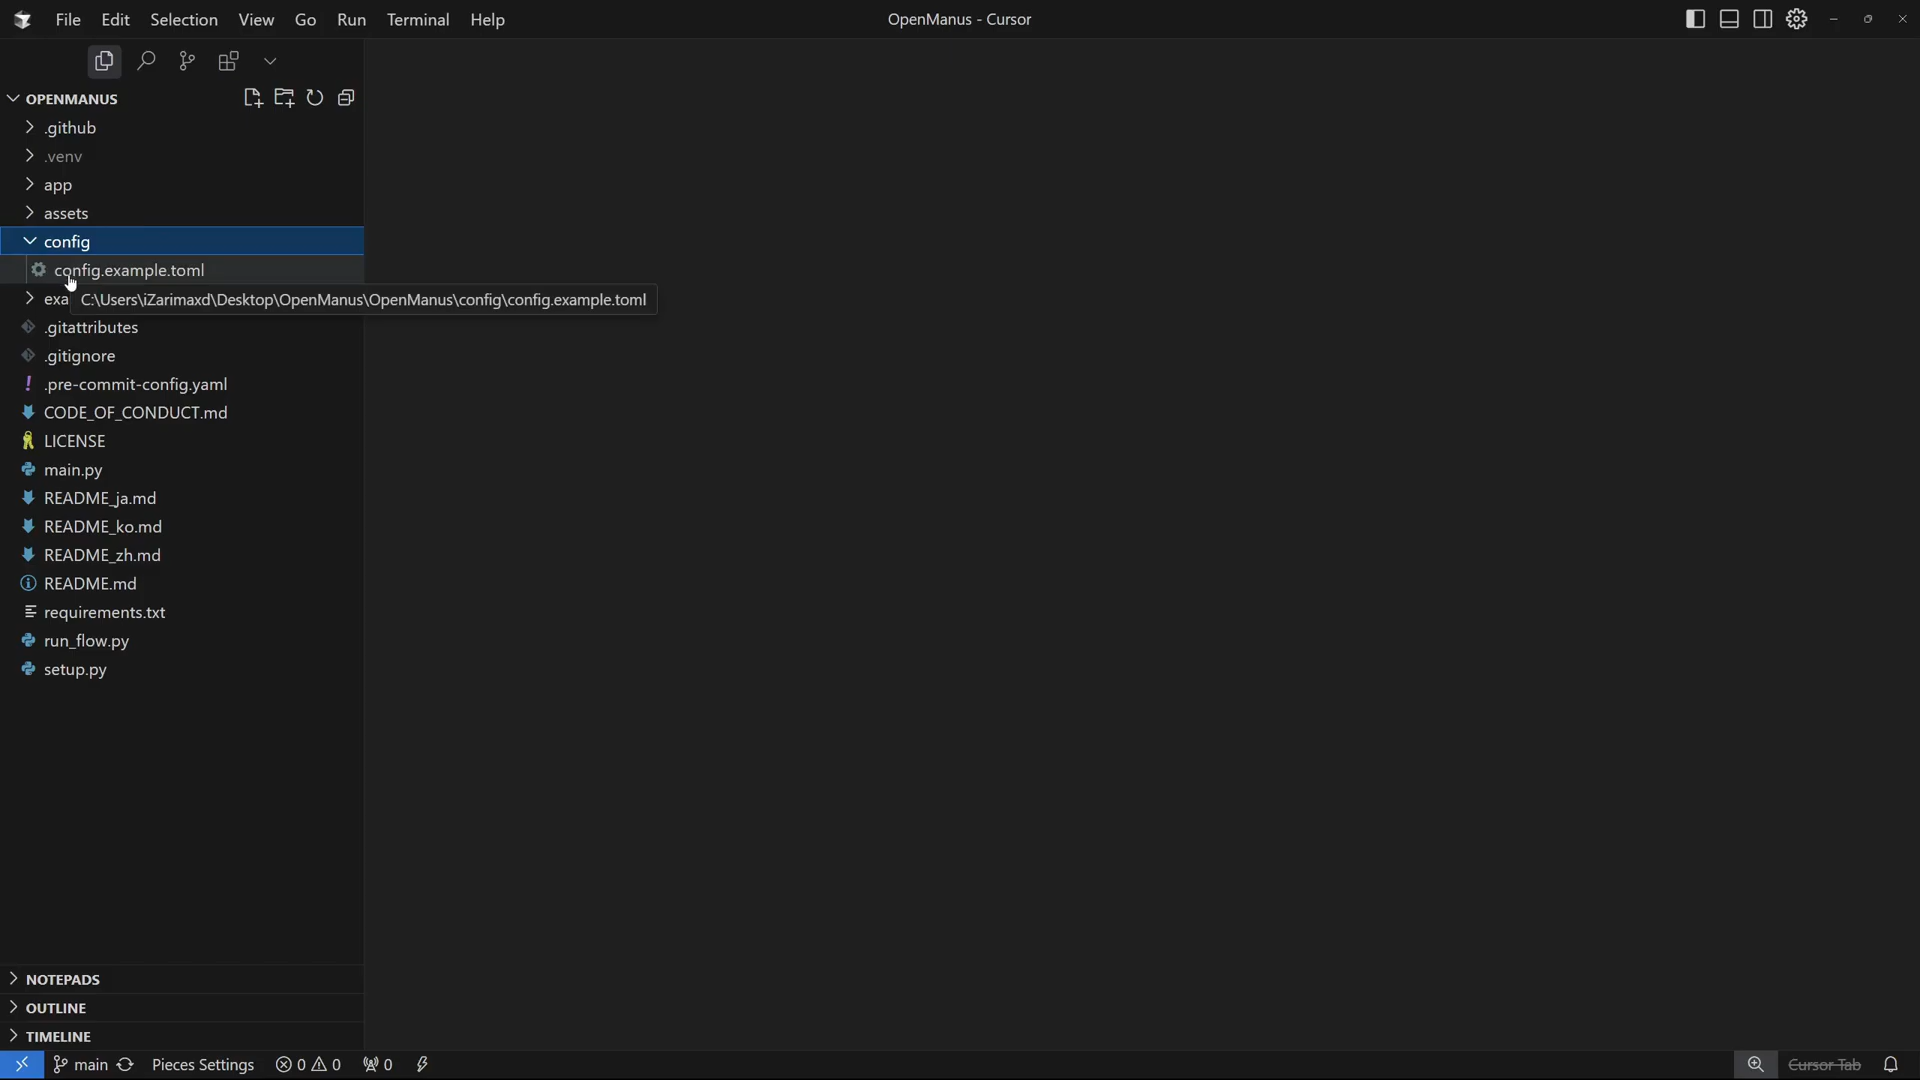 File Edit Selection View Go Run Terminal Help OpenManus - Cursor
OPENMANUS
.github
.venv
app
assets
config
config.example.toml
exa C:\Users\iZarimaxd\Desktop\OpenManus\OpenManus\config\config.example.toml
.gitattributes
.gitignore
.pre-commit-config.yaml
CODE_OF_CONDUCT.md
LICENSE
main.py
README_ja.md
README_ko.md
README_zh.md
README.md
requirements.txt
run_flow.py
setup.py
NOTEPADS
OUTLINE
TIMELINE
main Pieces Settings 0 0 0 Cursor Tab